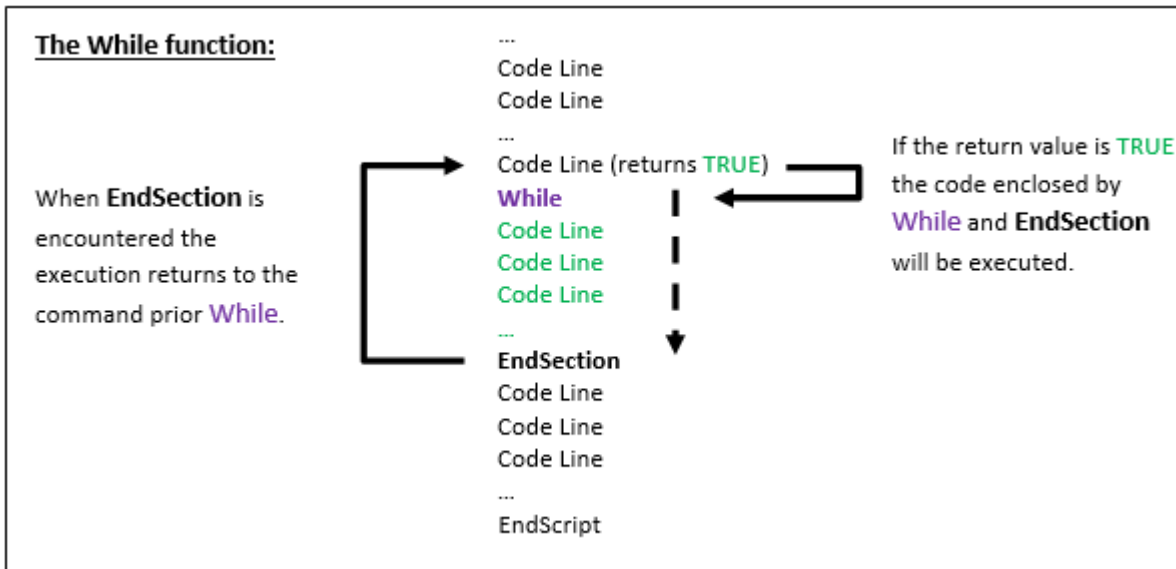 The While function:
...
Code Line
Code Line
...
Code Line (returns TRUE)
While
Code Line
Code Line
Code Line
...
EndSection
Code Line
Code Line
Code Line
...
EndScript
When EndSection is
encountered the
execution returns to the
command prior While.
If the return value is TRUE
the code enclosed by
While and EndSection
will be executed.